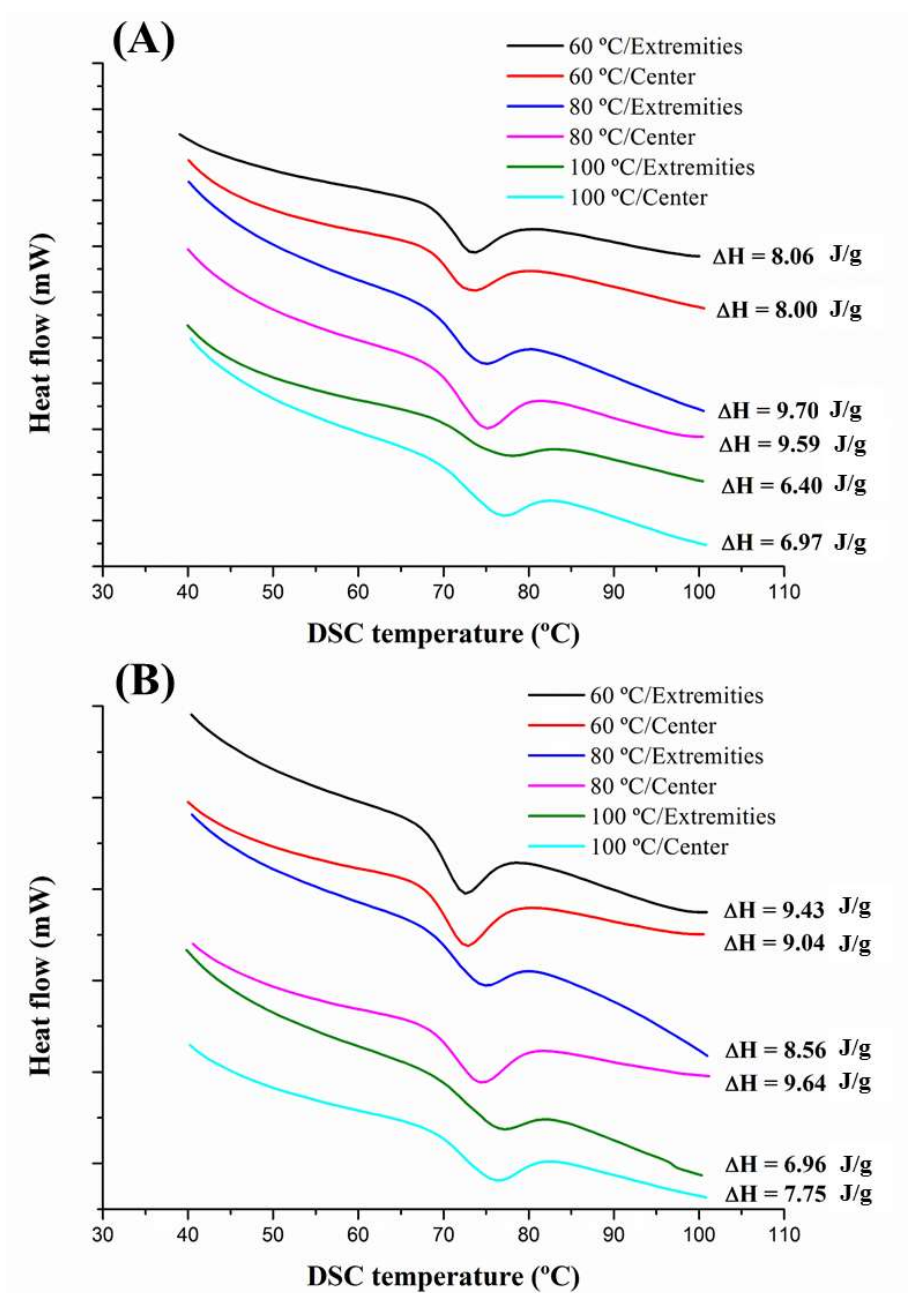 (A)
60 ºC/Extremities
60 ºC/Center
80 ºC/Extremities
80 ºC/Center
100 ºC/Extremities
100 ºC/Center
Heat flow (mW)
ΔH = 8.06 J/g
ΔH = 8.00 J/g
ΔH = 9.70 J/g
ΔH = 9.59 J/g
ΔH = 6.40 J/g
ΔH = 6.97 J/g
30 40 50 60 70 80 90 100 110
DSC temperature (ºC)
(B)
60 ºC/Extremities
60 ºC/Center
80 ºC/Extremities
80 ºC/Center
100 ºC/Extremities
100 ºC/Center
Heat flow (mW)
ΔH = 9.43 J/g
ΔH = 9.04 J/g
ΔH = 8.56 J/g
ΔH = 9.64 J/g
ΔH = 6.96 J/g
ΔH = 7.75 J/g
30 40 50 60 70 80 90 100 110
DSC temperature (ºC)